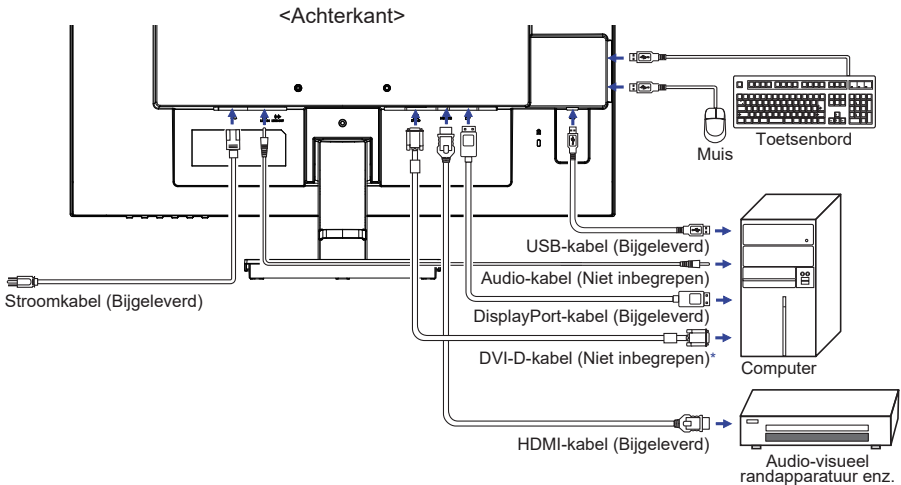 <Achterkant>
Toetsenbord
Muis
USB-kabel (Bijgeleverd)
Audio-kabel (Niet inbegrepen)
Stroomkabel (Bijgeleverd)
DisplayPort-kabel (Bijgeleverd)
DVI-D-kabel (Niet inbegrepen)*
Computer
HDMI-kabel (Bijgeleverd)
Audio-visueel
randapparatuur enz.